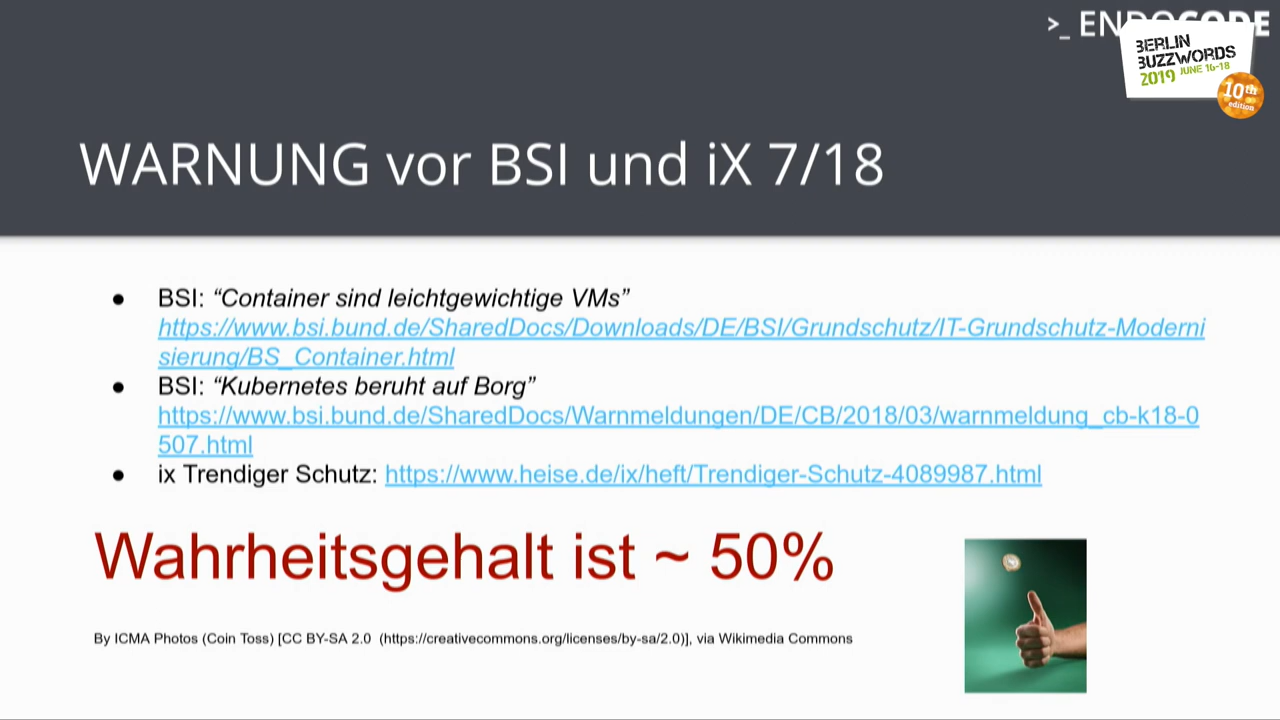 >_ ENDOCODE
BERLIN
BUZZWORDS
2019 JUNE 16-18
10th
edition
WARNUNG vor BSI und iX 7/18
● BSI: “Container sind leichtgewichtige VMs”
https://www.bsi.bund.de/SharedDocs/Downloads/DE/BSI/Grundschutz/IT-Grundschutz-Moderni
sierung/BS_Container.html
● BSI: “Kubernetes beruht auf Borg”
https://www.bsi.bund.de/SharedDocs/Warnmeldungen/DE/CB/2018/03/warnmeldung_cb-k18-0
507.html
● ix Trendiger Schutz: https://www.heise.de/ix/heft/Trendiger-Schutz-4089987.html
Wahrheitsgehalt ist ~ 50%
By ICMA Photos (Coin Toss) [CC BY-SA 2.0 (https://creativecommons.org/licenses/by-sa/2.0)], via Wikimedia Commons